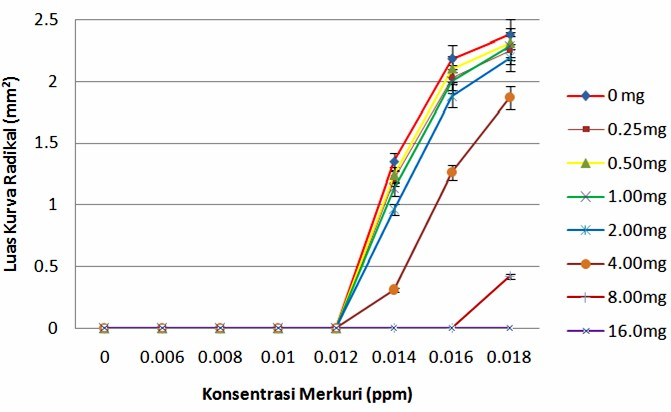 Luas Kurva Radikal (mm²)
2.5
2
1.5
1
0.5
0
0 0.006 0.008 0.01 0.012 0.014 0.016 0.018
Konsentrasi Merkuri (ppm)
0 mg
0.25mg
0.50mg
1.00mg
2.00mg
4.00mg
8.00mg
16.0mg